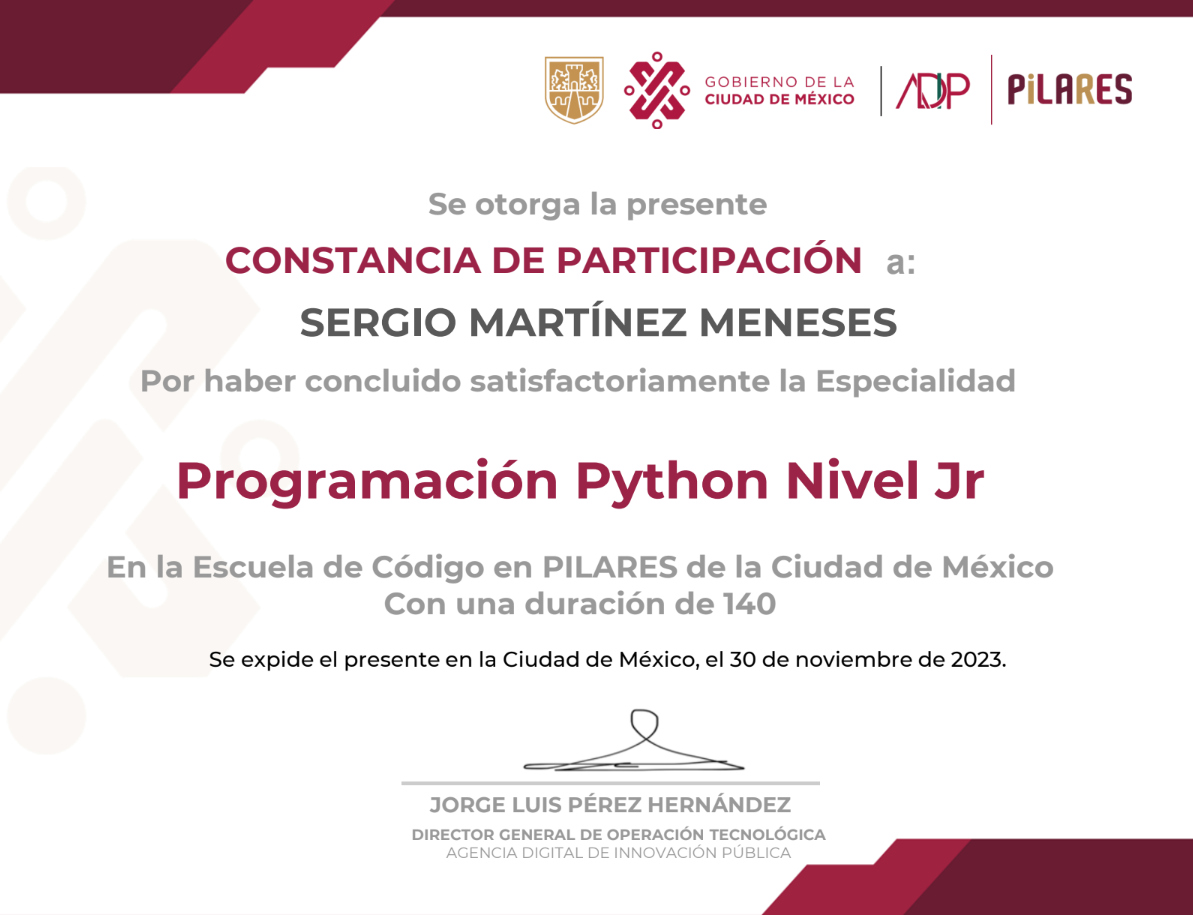 GOBIERNO DE LA
CIUDAD DE MÉXICO
ADIP
PiLARES
Se otorga la presente
CONSTANCIA DE PARTICIPACIÓN a:
SERGIO MARTÍNEZ MENESES
Por haber concluido satisfactoriamente la Especialidad
Programación Python Nivel Jr
En la Escuela de Código en PILARES de la Ciudad de México
Con una duración de 140
Se expide el presente en la Ciudad de México, el 30 de noviembre de 2023.
JORGE LUIS PÉREZ HERNÁNDEZ
DIRECTOR GENERAL DE OPERACIÓN TECNOLÓGICA
AGENCIA DIGITAL DE INNOVACIÓN PÚBLICA